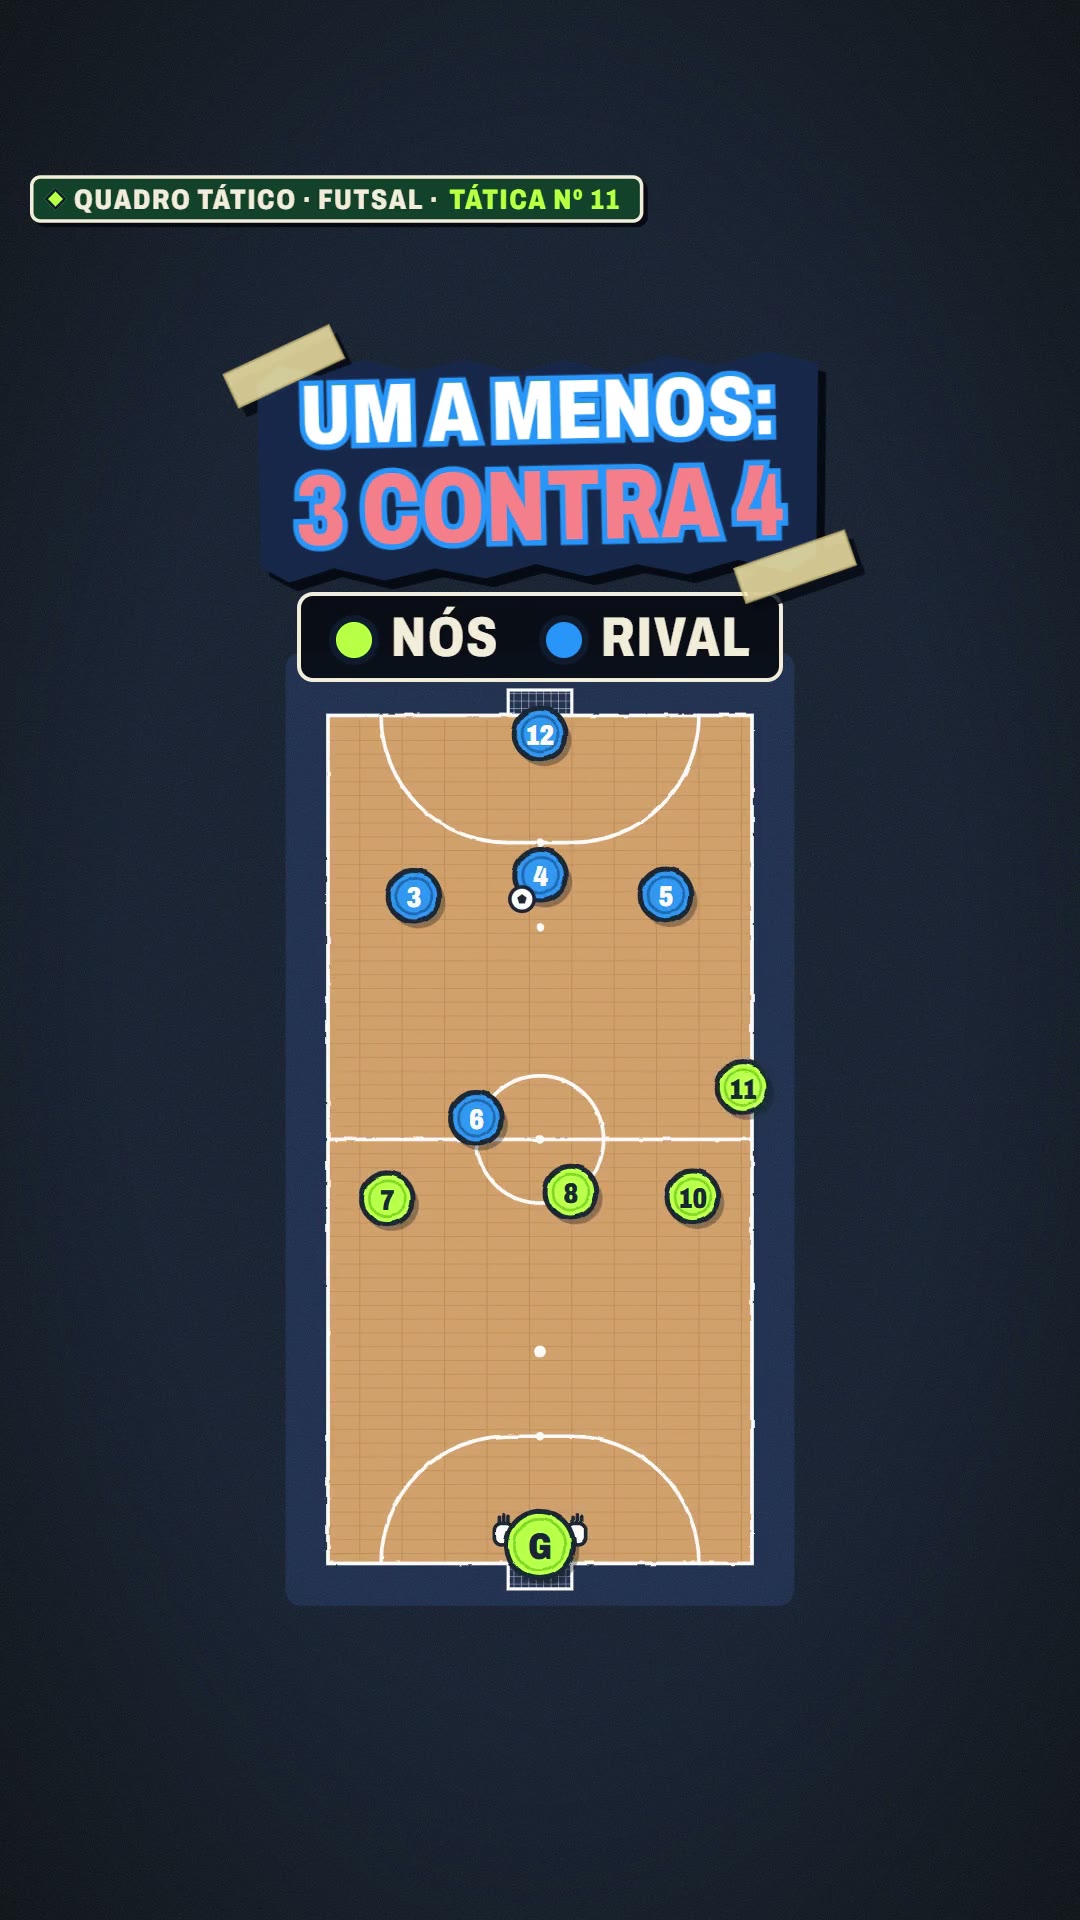 QUADRO TÁTICO · FUTSAL · TÁTICA Nº 11
UM A MENOS:
3 CONTRA 4
NÓS RIVAL
12
3 4 5
11
6
7 8 10
G